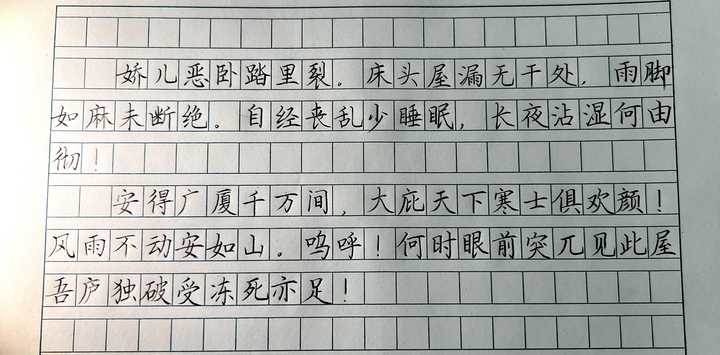 娇儿恶卧踏里裂。床头屋漏无干处，雨脚
如麻未断绝。自经丧乱少睡眠，长夜沾湿何由
彻！
安得广厦千万间，大庇天下寒士俱欢颜！
风雨不动安如山。呜呼！何时眼前突兀见此屋
吾庐独破受冻死亦足！